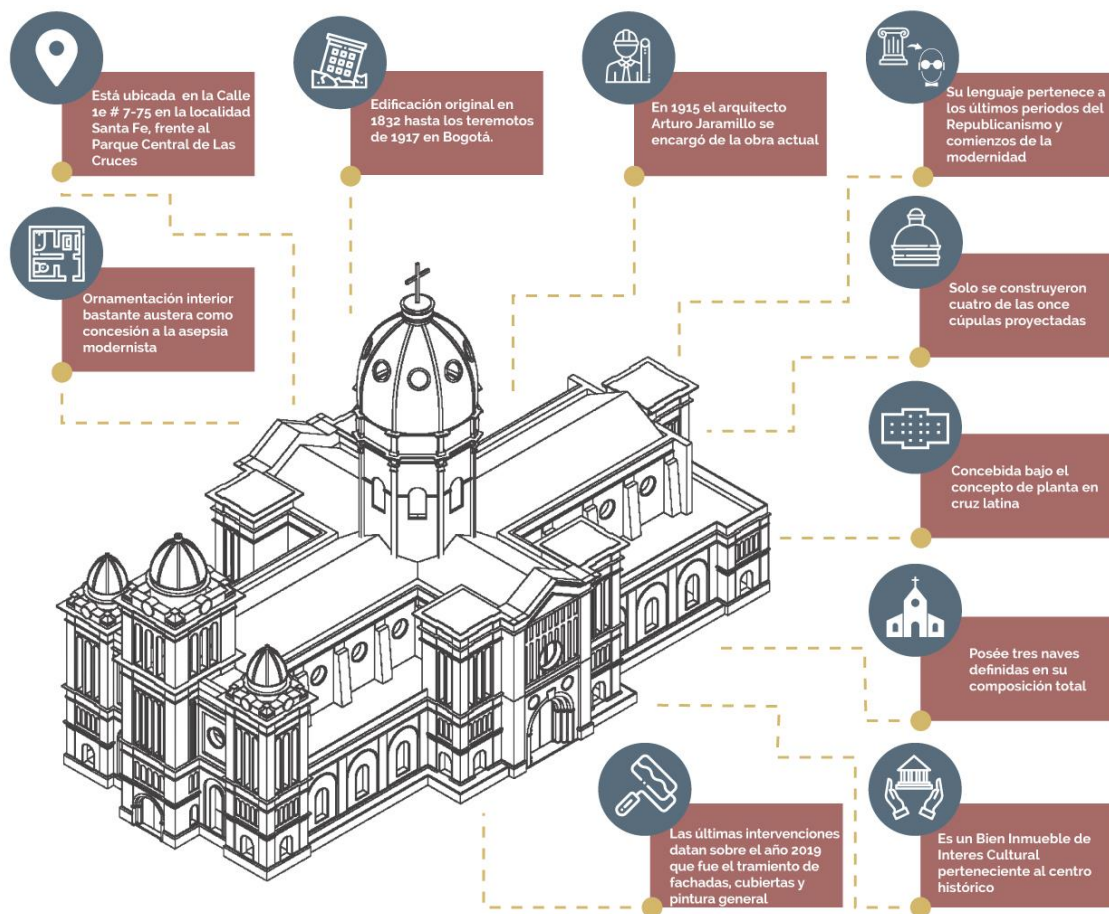 Está ubicada en la Calle
1e # 7-75 en la localidad
Santa Fe, frente al
Parque Central de Las
Cruces
Edificación original en
1832 hasta los teremotos
de 1917 en Bogotá.
En 1915 el arquitecto
Arturo Jaramillo se
encargó de la obra actual
Su lenguaje pertenece a
los últimos periodos del
Republicanismo y
comienzos de la
modernidad
Ornamentación interior
bastante austera como
concesión a la asepsia
modernista
Solo se construyeron
cuatro de las once
cúpulas proyectadas
Concebida bajo el
concepto de planta en
cruz latina
Posée tres naves
definidas en su
composición total
Las últimas intervenciones
datan sobre el año 2019
que fue el tramiento de
fachadas, cubiertas y
pintura general
Es un Bien Inmueble de
Interes Cultural
perteneciente al centro
histórico